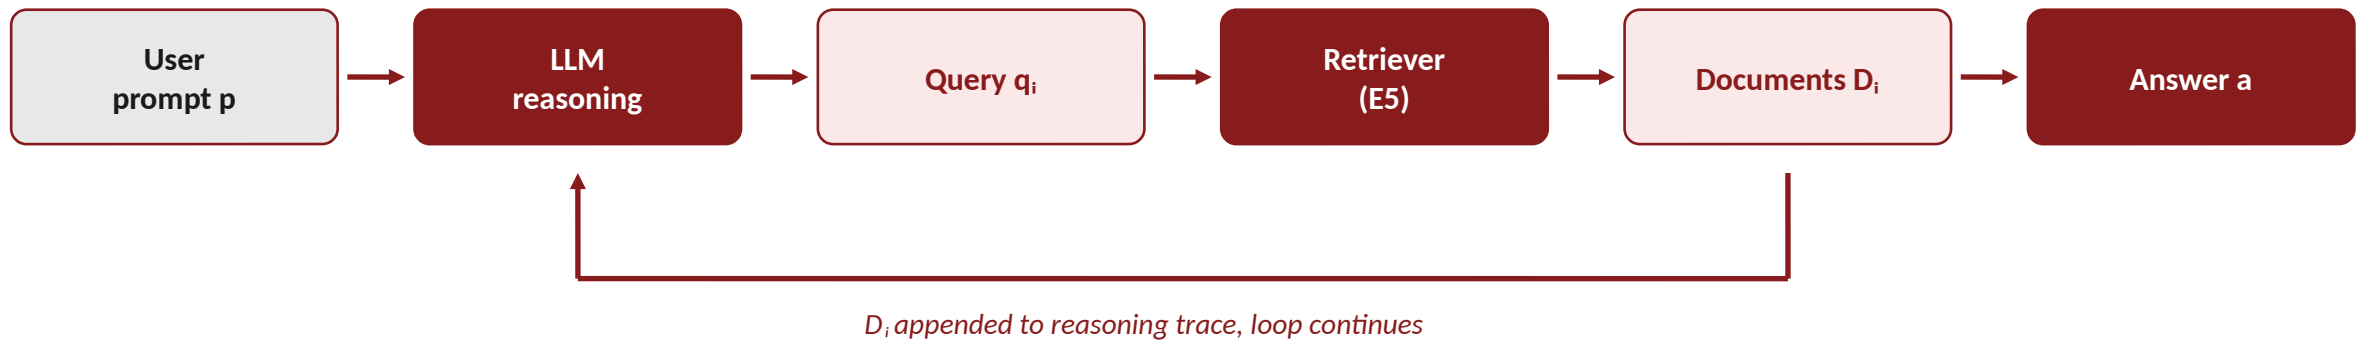 User
prompt p
LLM
reasoning
Query qᵢ
Retriever
(E5)
Documents Dᵢ
Answer a
Dᵢ appended to reasoning trace, loop continues